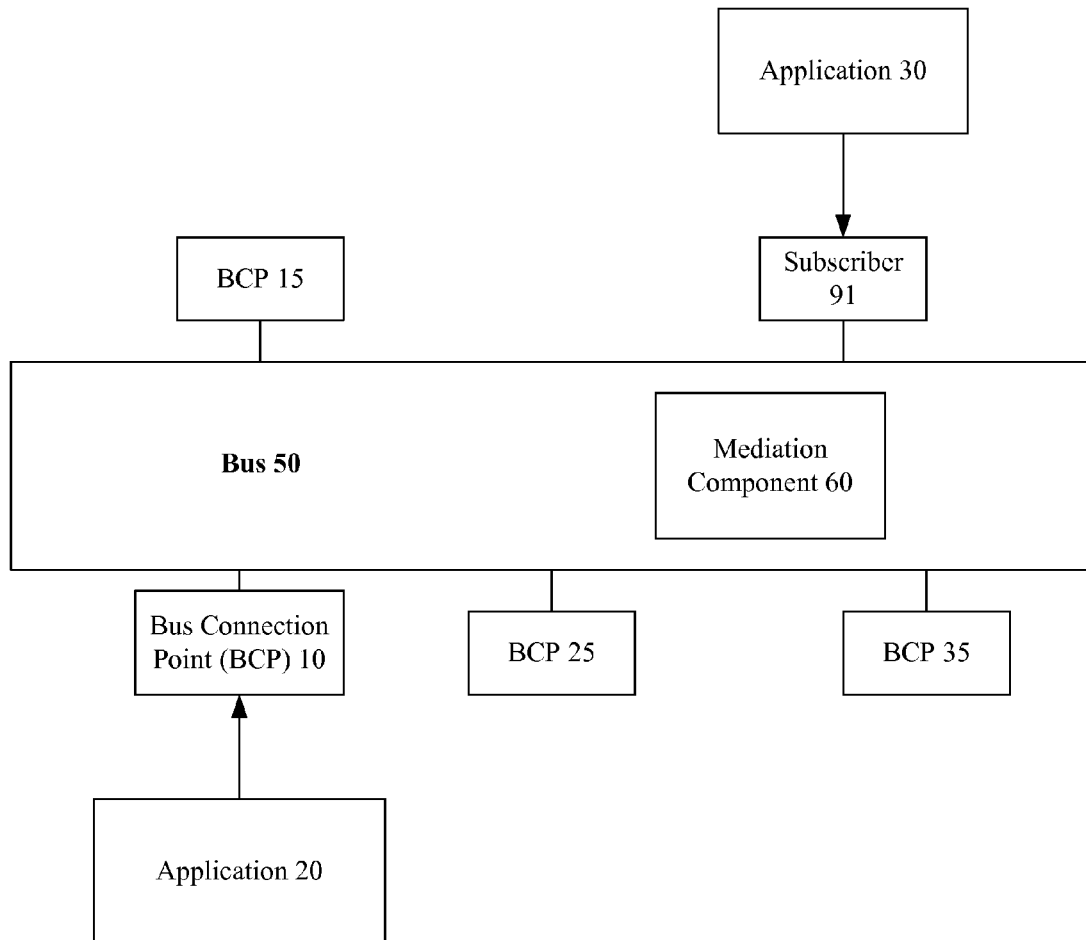 Application 30
BCP 15
Subscriber
91
Bus 50
Mediation
Component 60
Bus Connection
Point (BCP) 10
BCP 25
BCP 35
Application 20